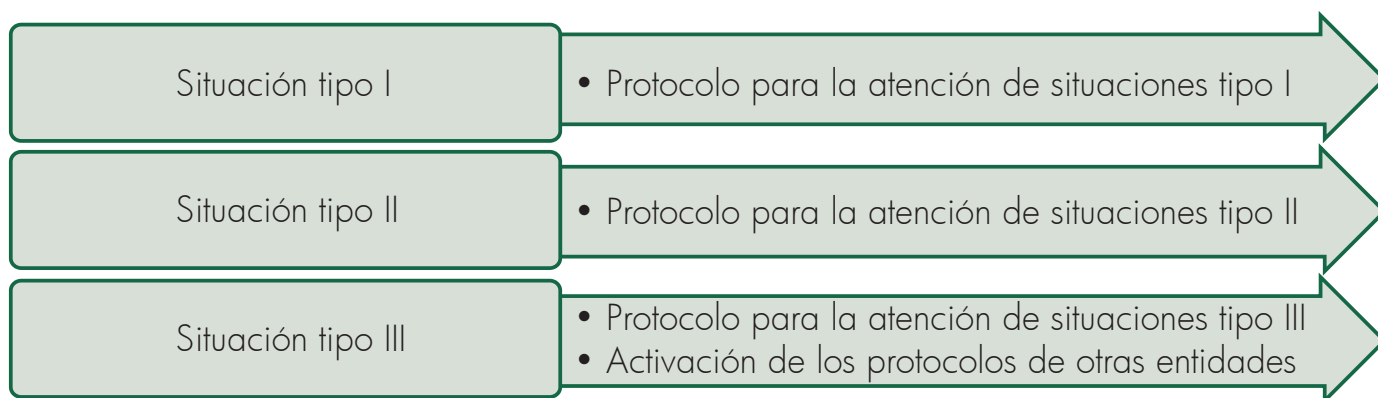 Situación tipo I
• Protocolo para la atención de situaciones tipo I
Situación tipo II
• Protocolo para la atención de situaciones tipo II
Situación tipo III
• Protocolo para la atención de situaciones tipo III
• Activación de los protocolos de otras entidades